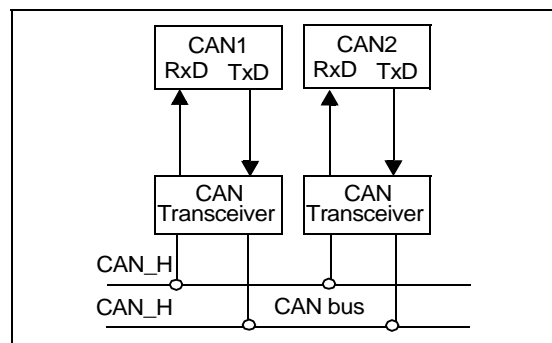 CAN1
RxD TxD
CAN2
RxD TxD
CAN
Transceiver
CAN
Transceiver
CAN_H
CAN_H
CAN bus